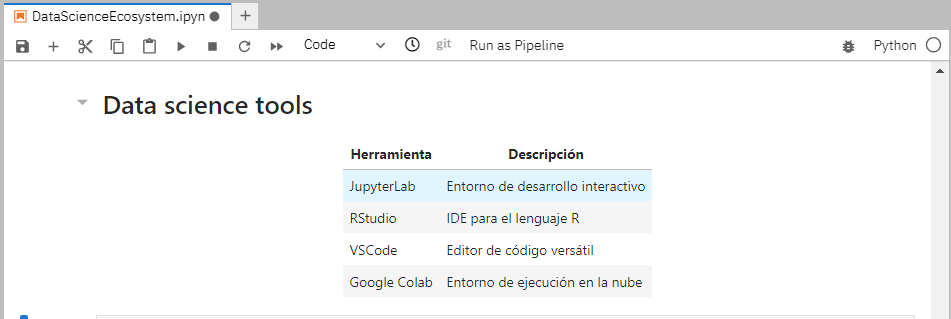 DataScienceEcosystem.ipyn
Code git Run as Pipeline Python
Data science tools
Herramienta Descripción
JupyterLab Entorno de desarrollo interactivo
RStudio IDE para el lenguaje R
VSCode Editor de código versátil
Google Colab Entorno de ejecución en la nube